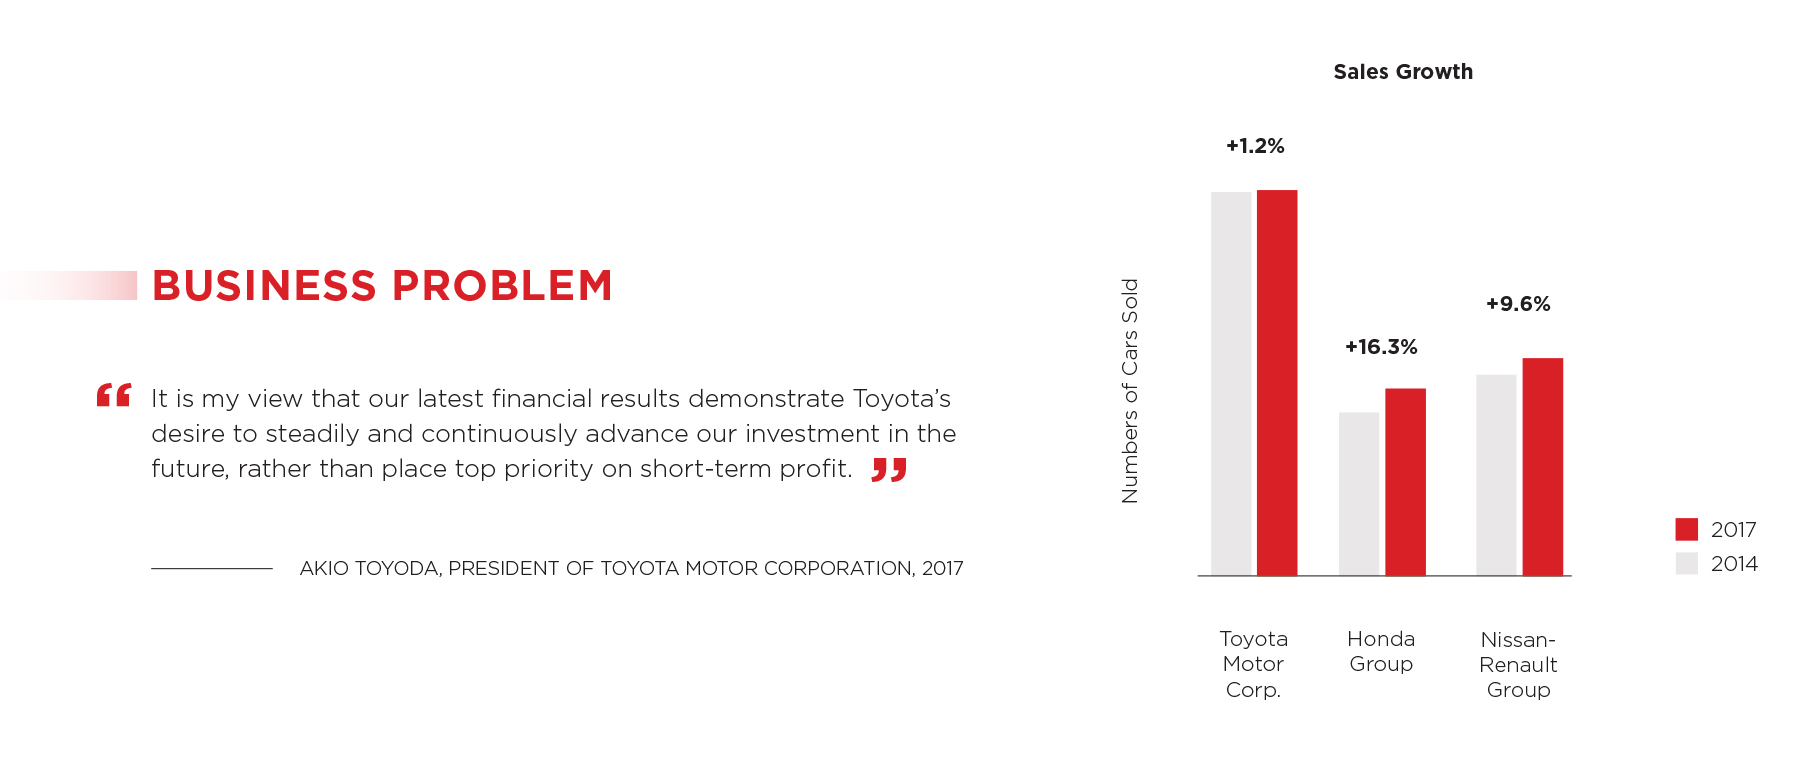 BUSINESS PROBLEM
“ It is my view that our latest financial results demonstrate Toyota’s
desire to steadily and continuously advance our investment in the
future, rather than place top priority on short-term profit. ”
AKIO TOYODA, PRESIDENT OF TOYOTA MOTOR CORPORATION, 2017
Sales Growth
Numbers of Cars Sold
+1.2%
+16.3%
+9.6%
Toyota
Motor
Corp.
Honda
Group
Nissan-
Renault
Group
2017
2014